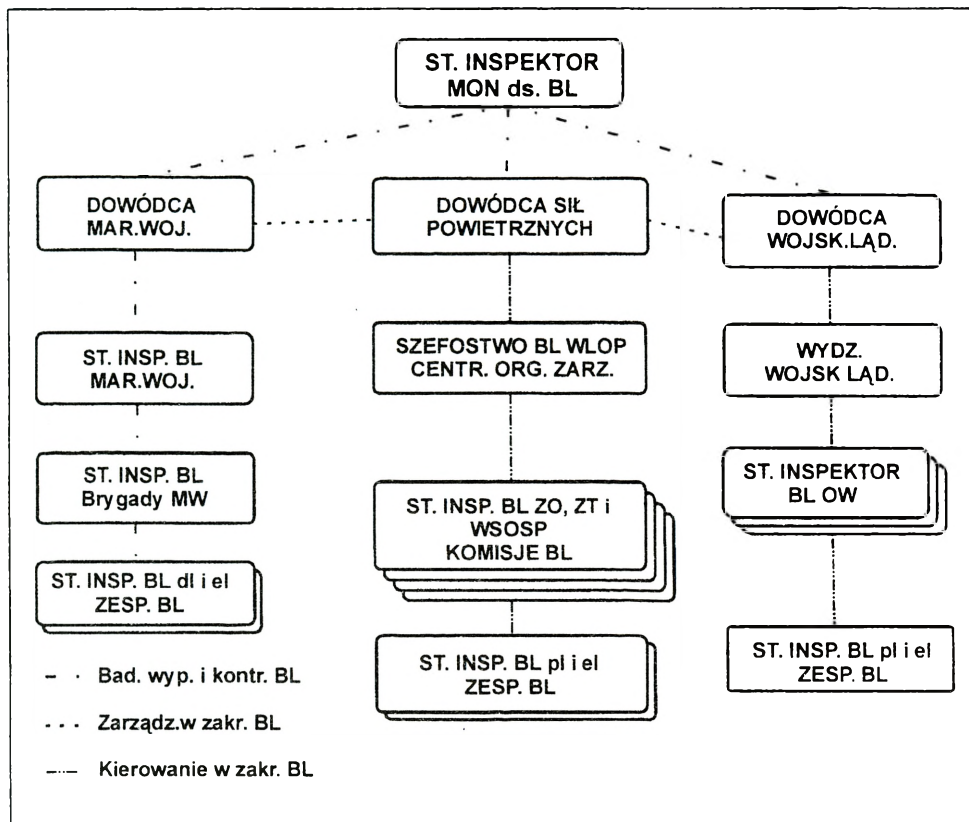 ST. INSPEKTOR
MON ds. BL
DOWÓDCA
MAR.WOJ.
DOWÓDCA SIŁ
POWIETRZNYCH
DOWÓDCA
WOJSK.LĄD.
ST. INSP. BL
MAR.WOJ.
SZEFOSTWO BL WLOP
CENTR. ORG. ZARZ.
WYDZ.
WOJSK LĄD.
ST. INSP. BL
Brygady MW
ST. INSP. BL ZO, ZT i
WSOSP
KOMISJE BL
ST. INSPEKTOR
BL OW
ST. INSP. BL dl i el
ZESP. BL
ST. INSP. BL pl i el
ZESP. BL
ST. INSP. BL pl i el
ZESP. BL
Bad. wyp. i kontr. BL
Zarządz.w zakr. BL
Kierowanie w zakr. BL